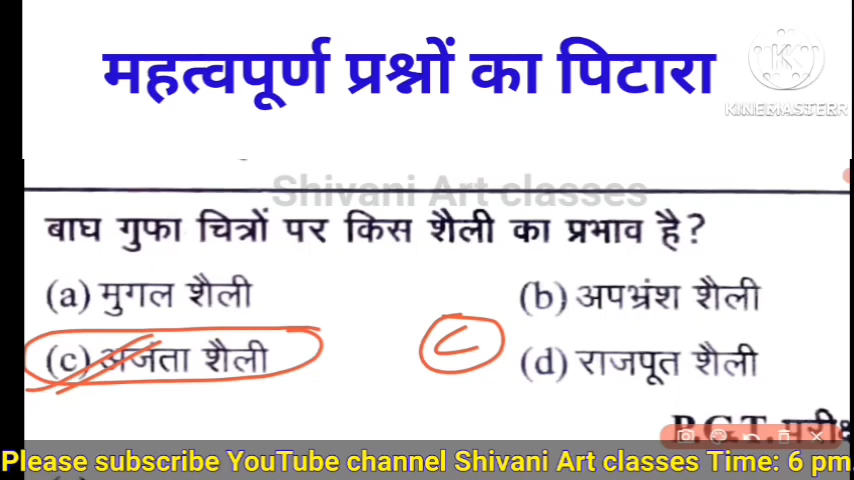 महत्वपूर्ण प्रश्नों का पिटारा
KINEMASTER
Shivani Art classes
बाघ गुफा चित्रों पर किस शैली का प्रभाव है?
(a) मुगल शैली
(b) अपभ्रंश शैली
(c) अजंता शैली
C
(d) राजपूत शैली
P.G.T.
Please subscribe YouTube channel Shivani Art classes Time: 6 pm